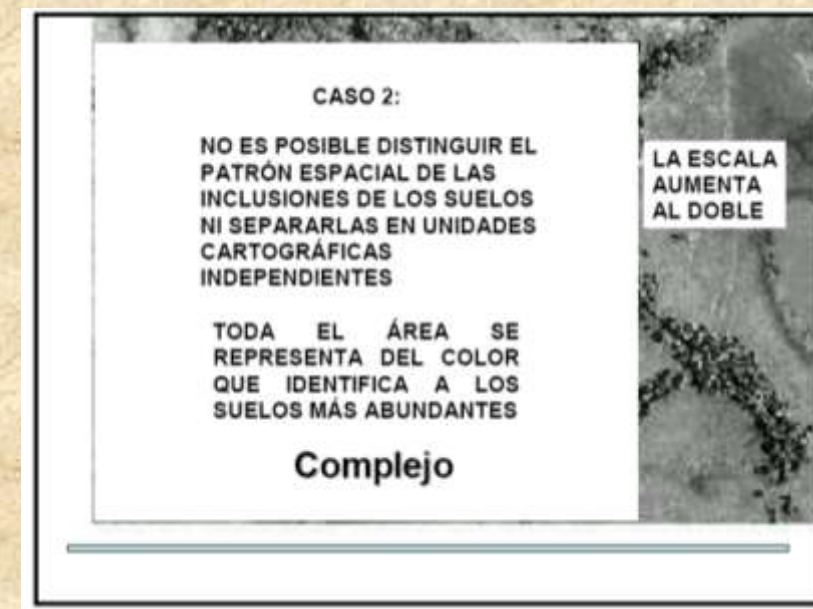 CASO 2:
NO ES POSIBLE DISTINGUIR EL
PATRÓN ESPACIAL DE LAS
INCLUSIONES DE LOS SUELOS
NI SEPARARLAS EN UNIDADES
CARTOGRÁFICAS
INDEPENDIENTES
TODA EL ÁREA SE
REPRESENTA DEL COLOR
QUE IDENTIFICA A LOS
SUELOS MÁS ABUNDANTES
Complejo
LA ESCALA
AUMENTA
AL DOBLE